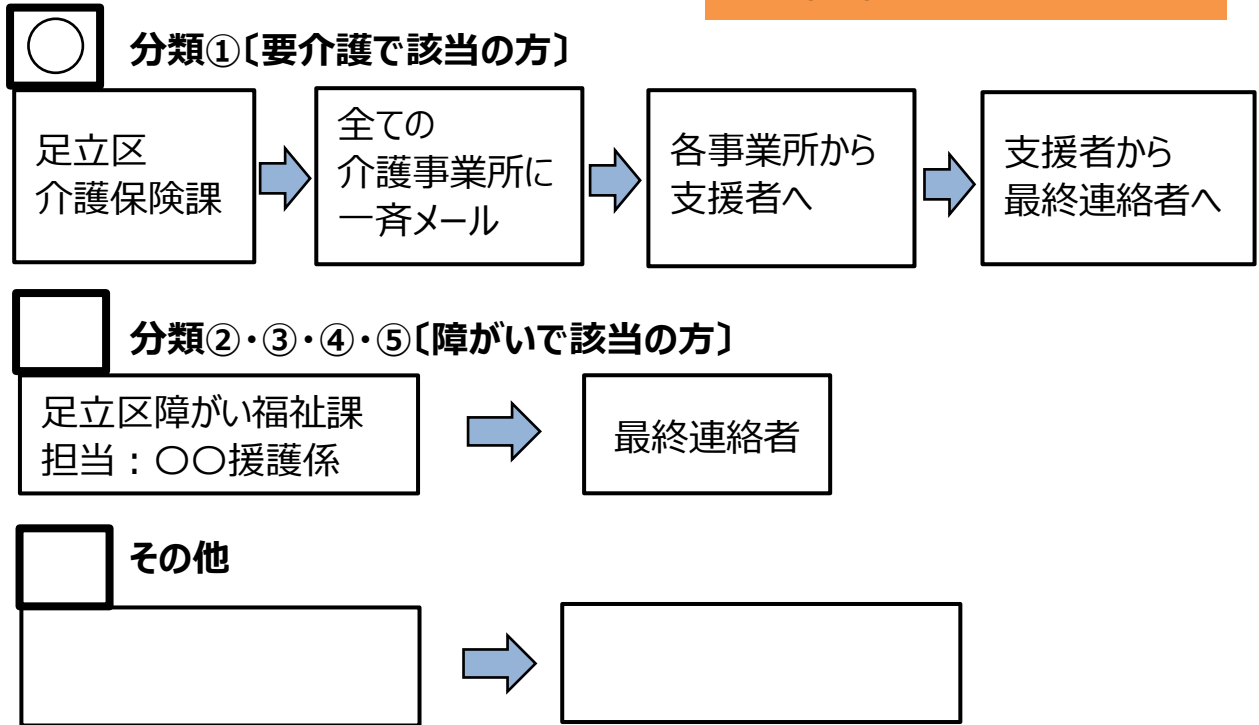 ◯
分類①〔要介護で該当の方〕
足立区
介護保険課
全ての
介護事業所に
一斉メール
各事業所から
支援者へ
支援者から
最終連絡者へ
分類②・③・④・⑤〔障がいで該当の方〕
足立区障がい福祉課
担当：〇〇援護係
最終連絡者
その他